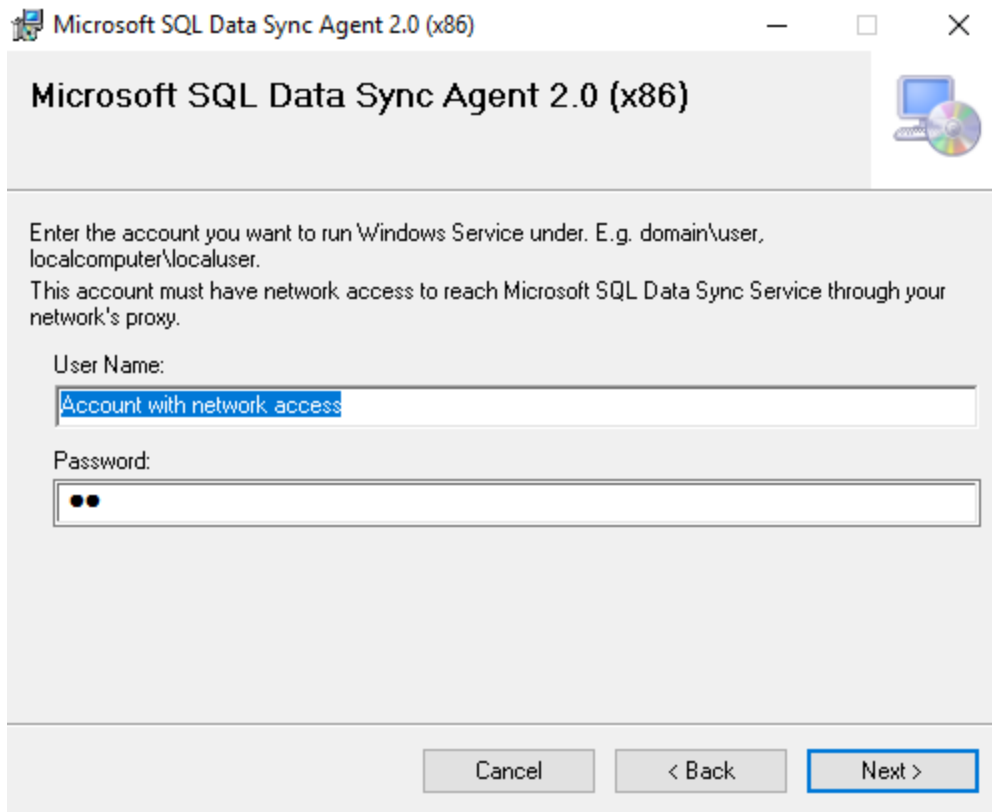 Microsoft SQL Data Sync Agent 2.0 (x86)
Microsoft SQL Data Sync Agent 2.0 (x86)
Enter the account you want to run Windows Service under. E.g. domain\user,
localcomputer\localuser.
This account must have network access to reach Microsoft SQL Data Sync Service through your
network's proxy.
User Name:
Account with network access
Password:
●●
Cancel
< Back
Next >